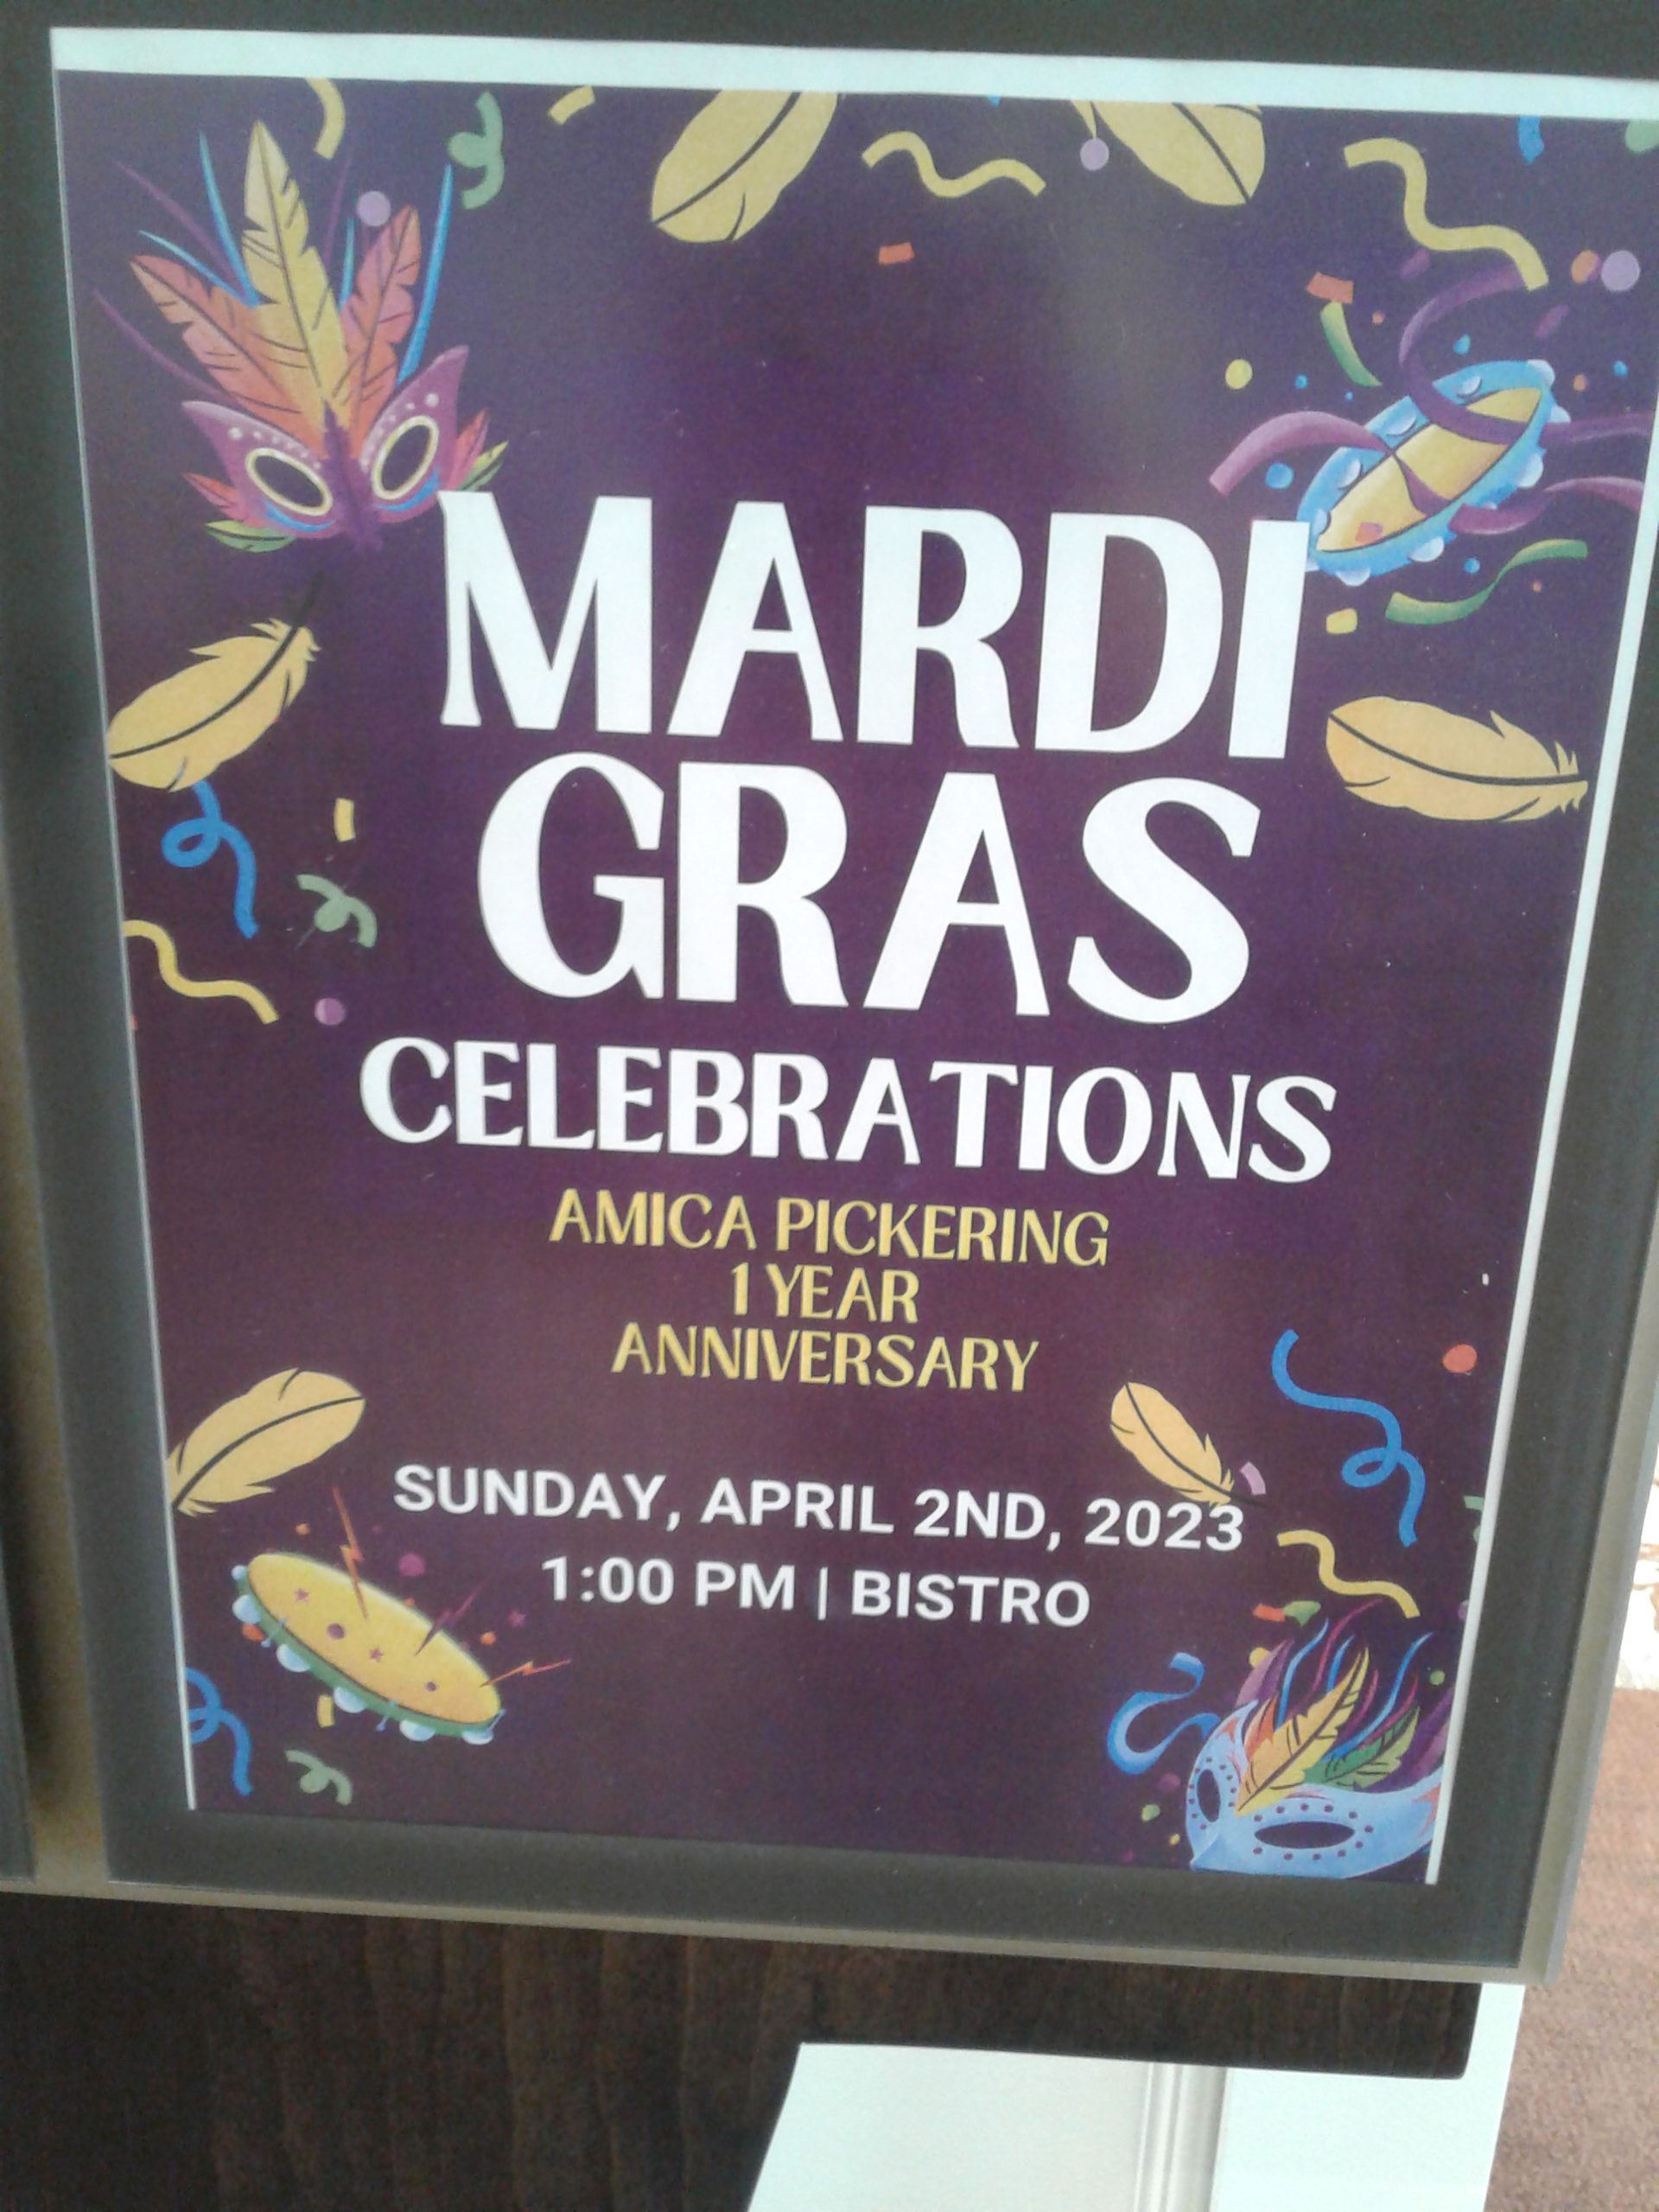 MARDI
GRAS
CELEBRATIONS
AMICA PICKERING
1 YEAR
ANNIVERSARY
SUNDAY, APRIL 2ND, 2023
1:00 PM | BISTRO